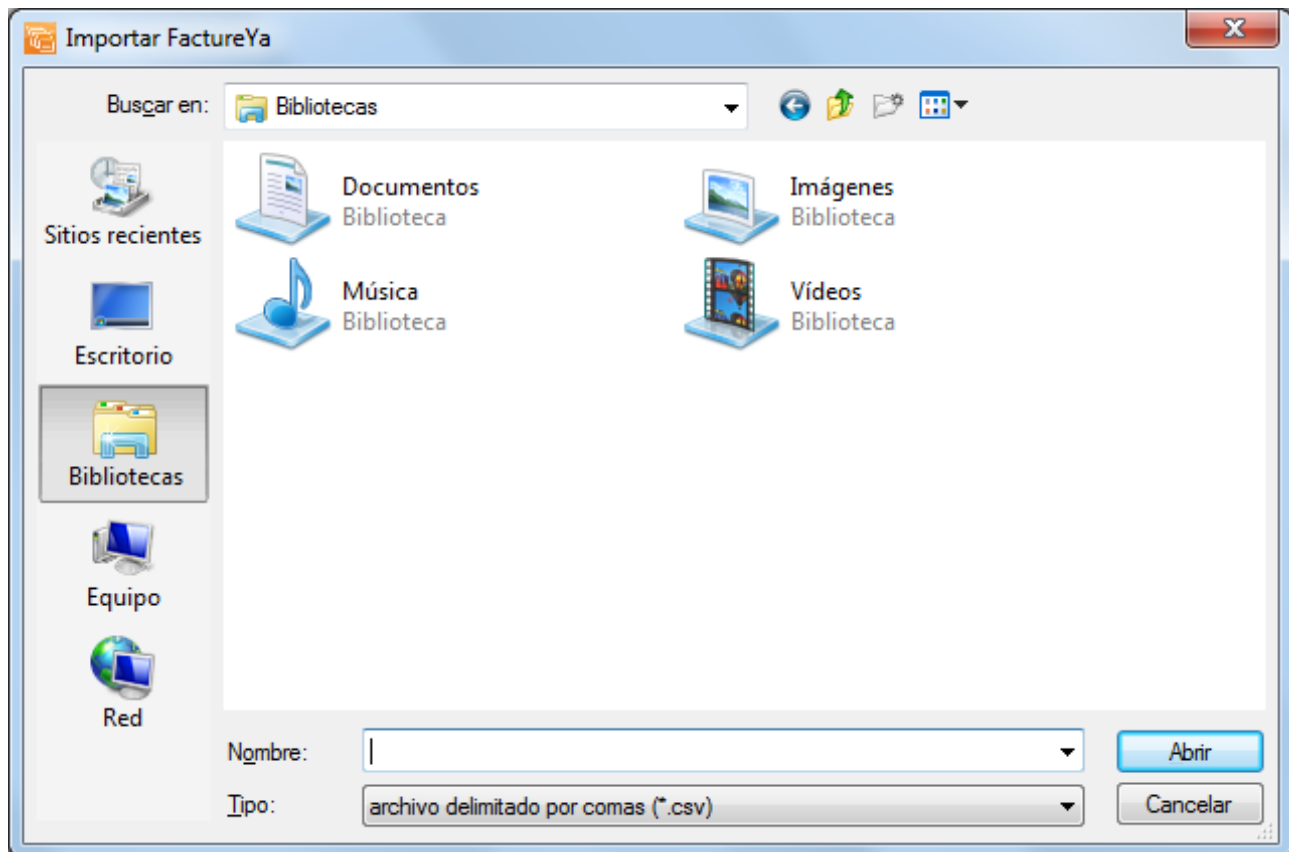 Importar FactureYa
Buscar en:
Bibliotecas
Sitios recientes
Escritorio
Bibliotecas
Equipo
Red
Documentos
Biblioteca
Imágenes
Biblioteca
Música
Biblioteca
Vídeos
Biblioteca
Nombre:
Abrir
Tipo:
archivo delimitado por comas (*.csv)
Cancelar